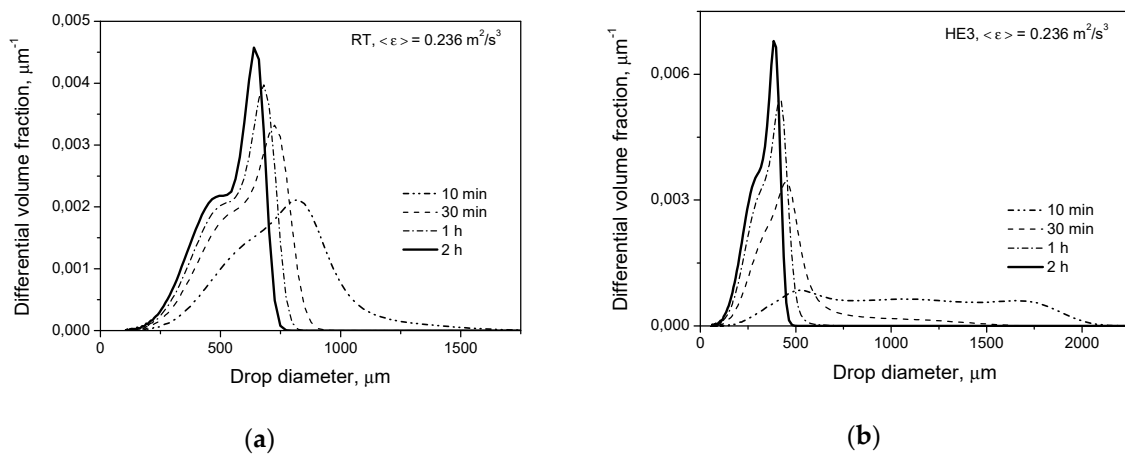 0,005
RT, < ε > = 0.236 m²/s³
0,004
0,003
0,002
0,001
0,000
Differential volume fraction, μm⁻¹
10 min
30 min
1 h
2 h
0 500 1000 1500
Drop diameter, μm
(a)
HE3, < ε > = 0.236 m²/s³
0,006
0,003
0,000
Differential volume fraction, μm⁻¹
10 min
30 min
1 h
2 h
0 500 1000 1500 2000
Drop diameter, μm
(b)